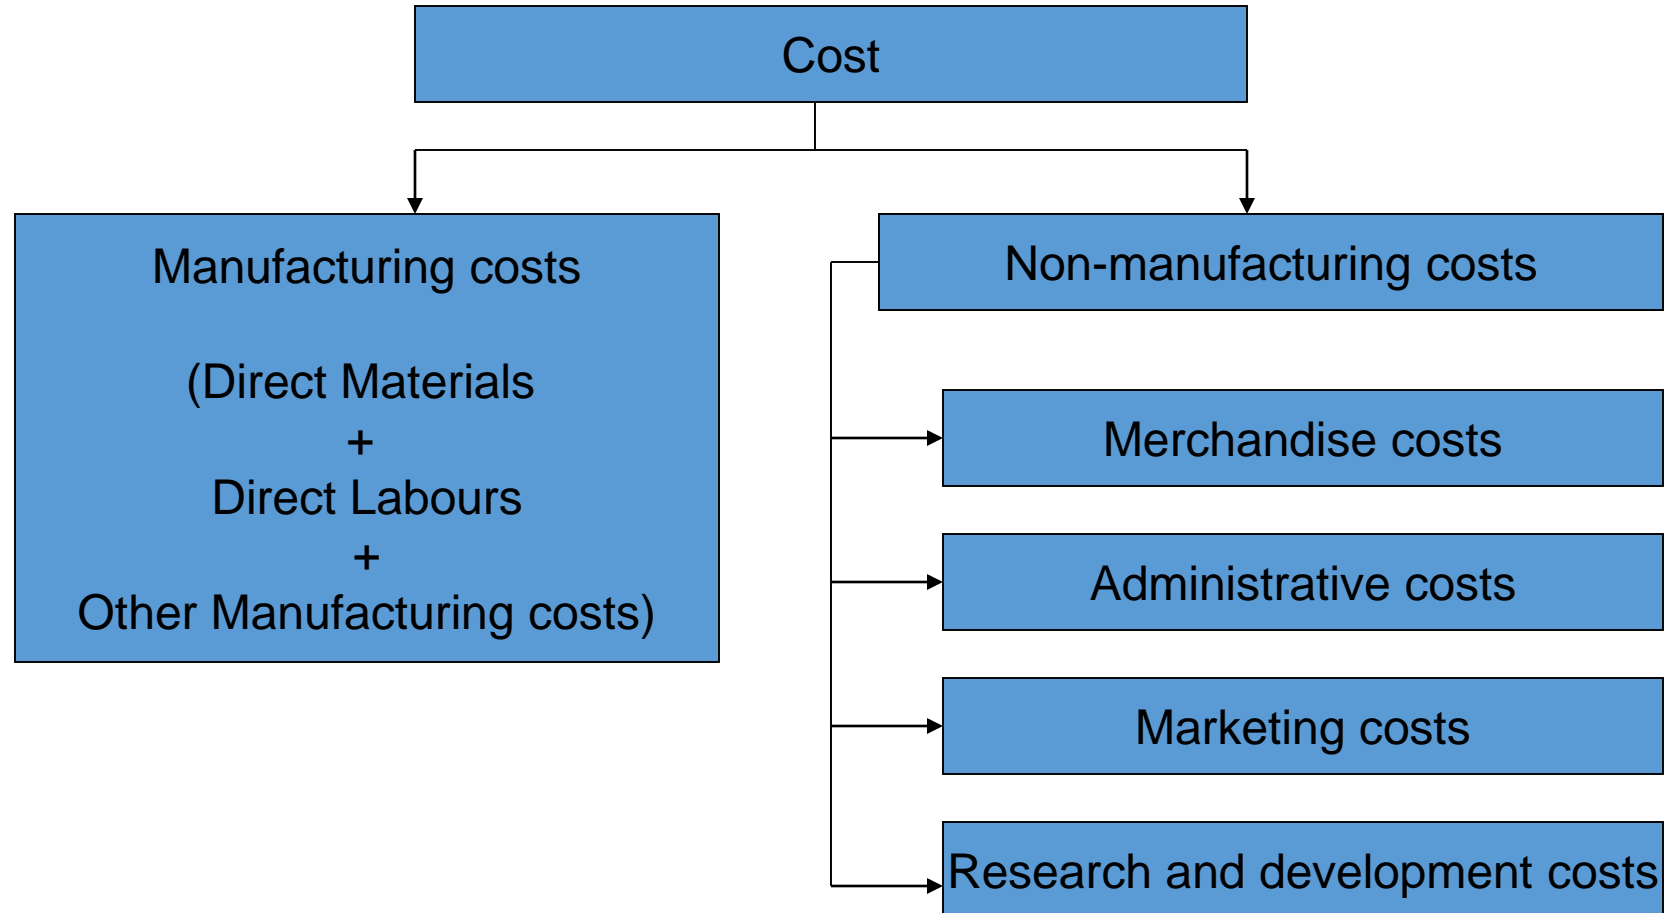 Cost
Manufacturing costs
(Direct Materials
+
Direct Labours
+
Other Manufacturing costs)
Non-manufacturing costs
Merchandise costs
Administrative costs
Marketing costs
Research and development costs